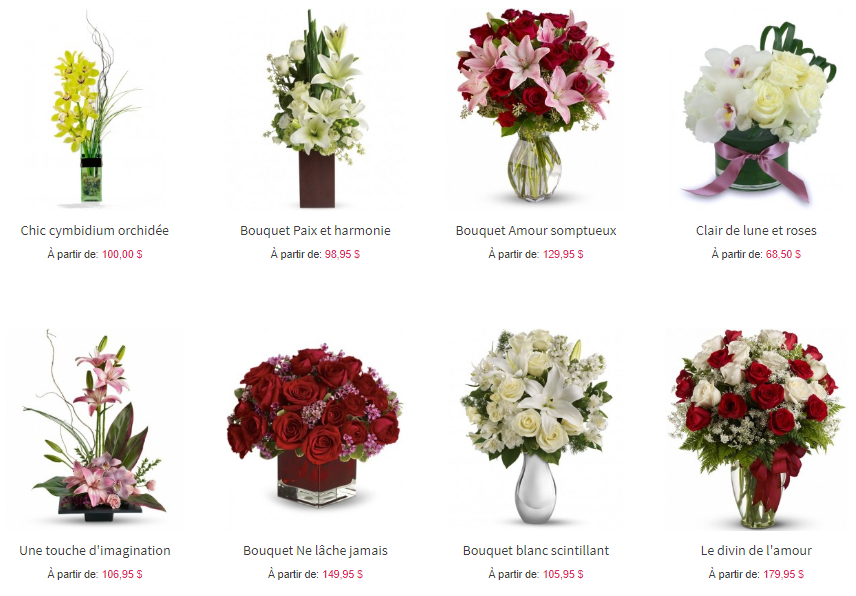 Chic cymbidium orchidée
À partir de: 100,00 $
Bouquet Paix et harmonie
À partir de: 98,95 $
Bouquet Amour somptueux
À partir de: 129,95 $
Clair de lune et roses
À partir de: 68,50 $
Une touche d'imagination
À partir de: 106,95 $
Bouquet Ne lâche jamais
À partir de: 149,95 $
Bouquet blanc scintillant
À partir de: 105,95 $
Le divin de l'amour
À partir de: 179,95 $